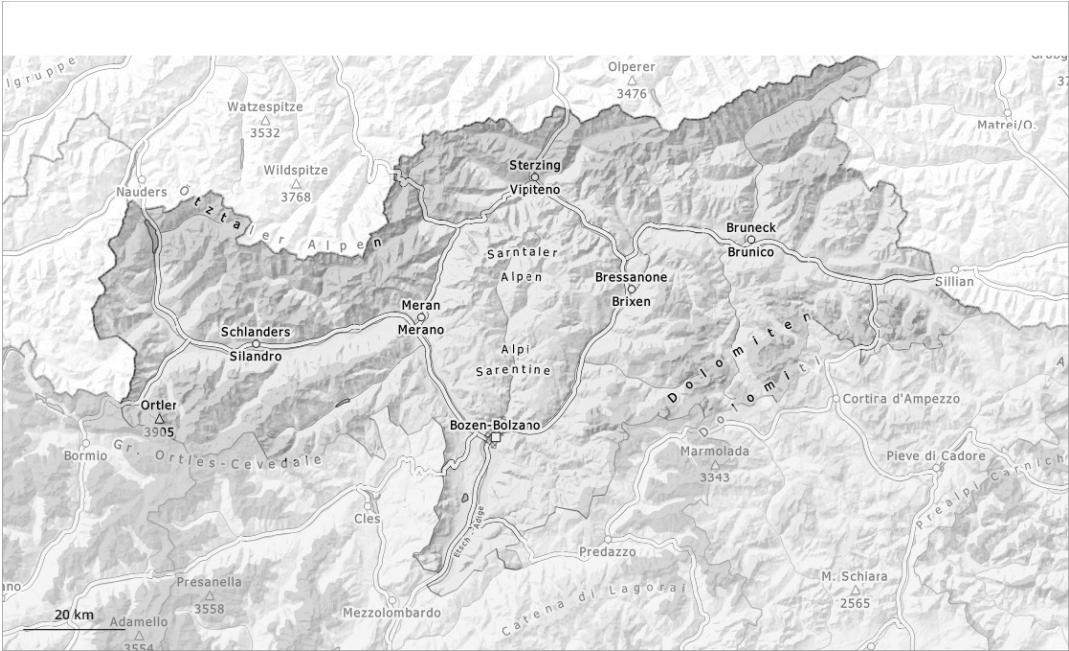 lgruppe
Olperer
3476
Watzespitze
3532
Matrei/O.
Sterzing
Vipiteno
Wildspitze
3768
Nauders
Ötztaler Alpen
Bruneck
Brunico
Sarntaler
Alpen
Bressanone
Brixen
Sillian
Meran
Merano
Schlanders
Silandro
Alpi
Sarentine
Dolomiten
Dolomiti
Ortler
3905
Cortina d'Ampezzo
Bozen-Bolzano
Gr. Ortles-Cevedale
Bormio
Marmolada
3343
Pieve di Cadore
Prealpi Carnich
Cles
Etsch - Adige
Predazzo
Presanella
3558
M. Schiara
2565
Catena di Lagorai
Mezzolombardo
20 km
Adamello
3554